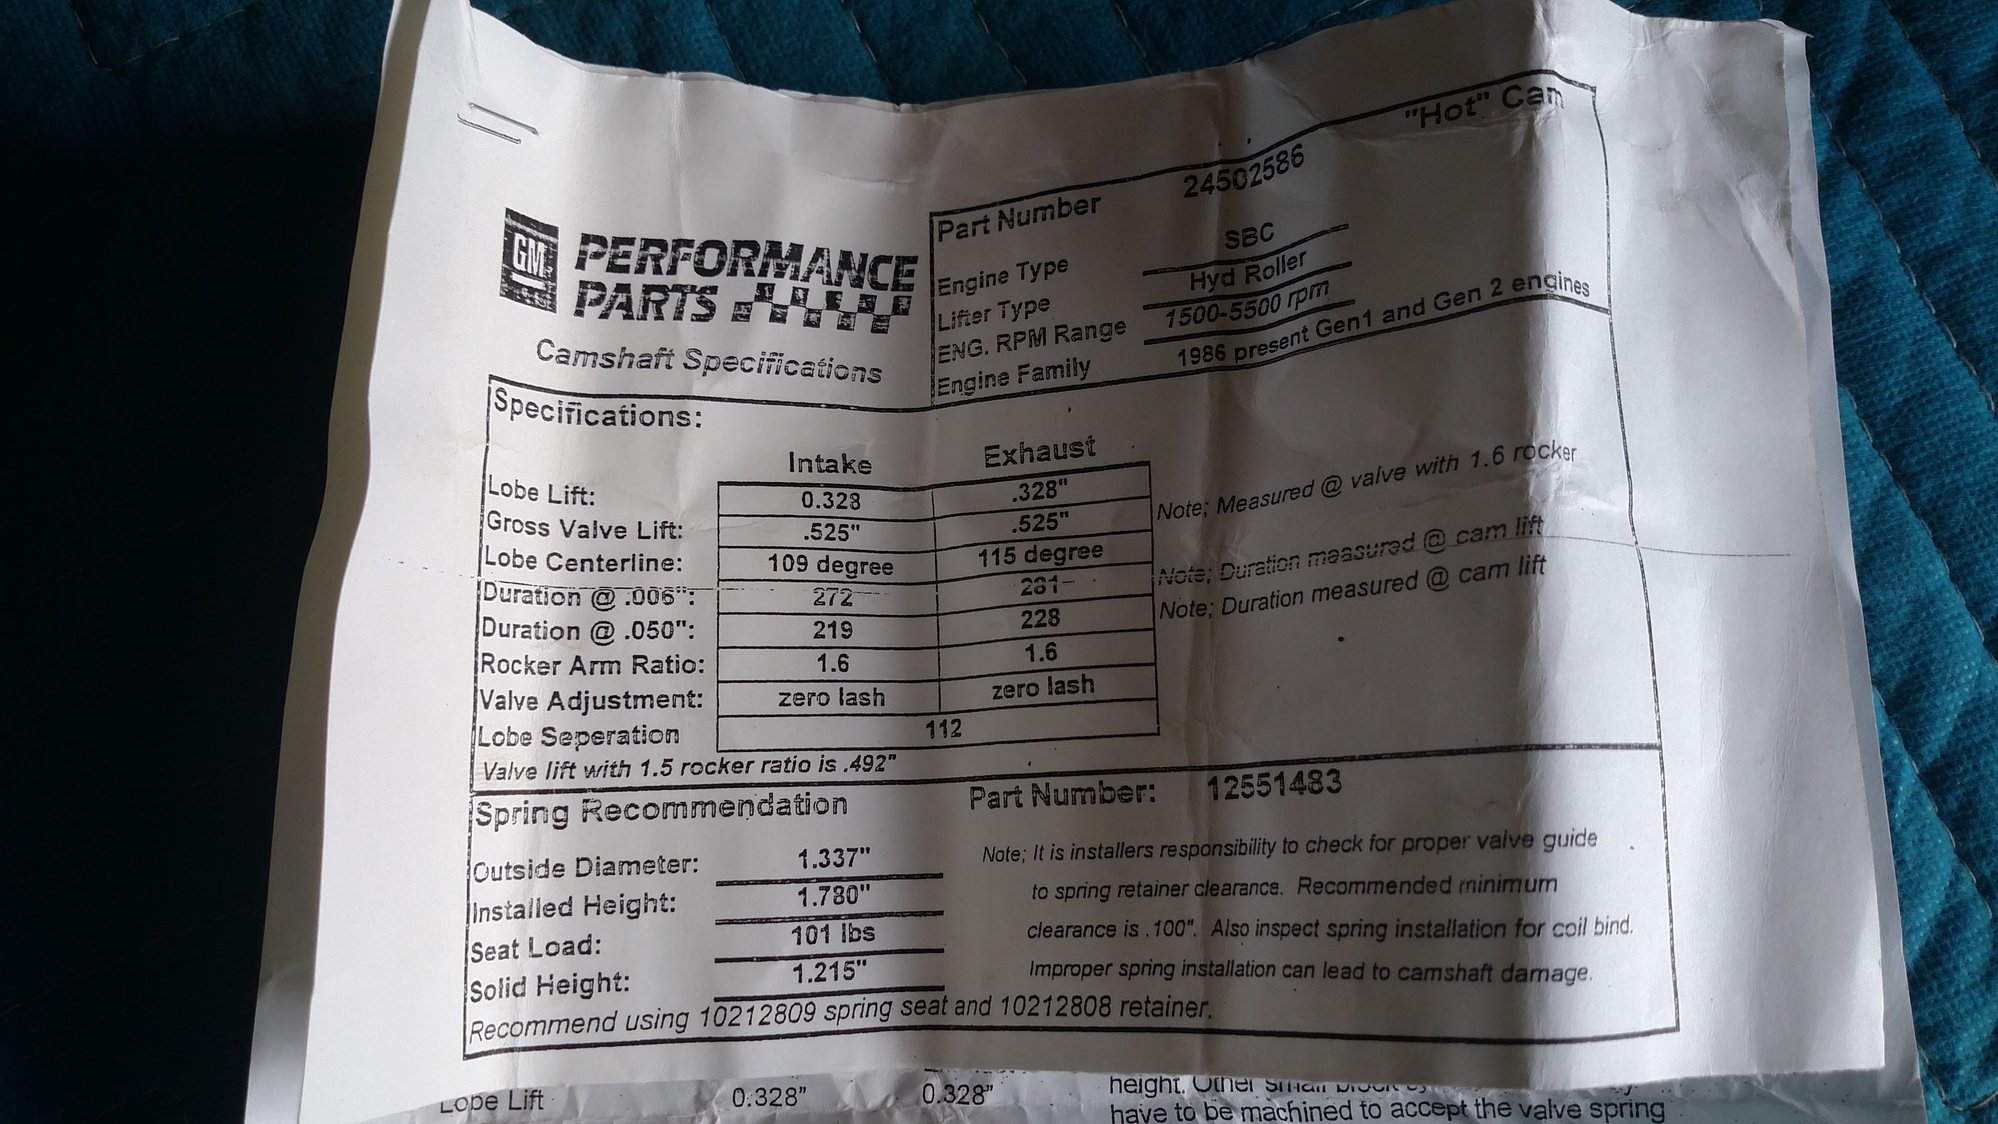 "Hot" Cam
Part Number 24502586
GM PERFORMANCE
PARTS
Camshaft Specifications
Engine Type SBC
Lifter Type Hyd Roller
ENG. RPM Range 1500-5500 rpm
Engine Family 1986 present Gen1 and Gen 2 engines
Specifications:
Intake Exhaust
Lobe Lift: 0.328 .328"
Gross Valve Lift: .525" .525" Note; Measured @ valve with 1.6 rocker
Lobe Centerline: 109 degree 115 degree
Duration @ .006": 272 281 Note; Duration measured @ cam lift
Duration @ .050": 219 228 Note; Duration measured @ cam lift
Rocker Arm Ratio: 1.6 1.6
Valve Adjustment: zero lash zero lash
Lobe Seperation 112
Valve lift with 1.5 rocker ratio is .492"
Spring Recommendation Part Number: 12551483
Outside Diameter: 1.337" Note; It is installers responsibility to check for proper valve guide
Installed Height: 1.780" to spring retainer clearance. Recommended minimum
Seat Load: 101 lbs clearance is .100". Also inspect spring installation for coil bind.
Solid Height: 1.215" Improper spring installation can lead to camshaft damage.
Recommend using 10212809 spring seat and 10212808 retainer.
height. Other small block
Lobe Lift 0.328" 0.328"
have to be machined to accept the valve spring